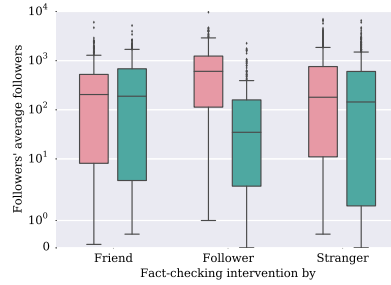 Followers' average followers
10^4
10^3
10^2
10^1
10^0
0
Friend Follower Stranger
Fact-checking intervention by